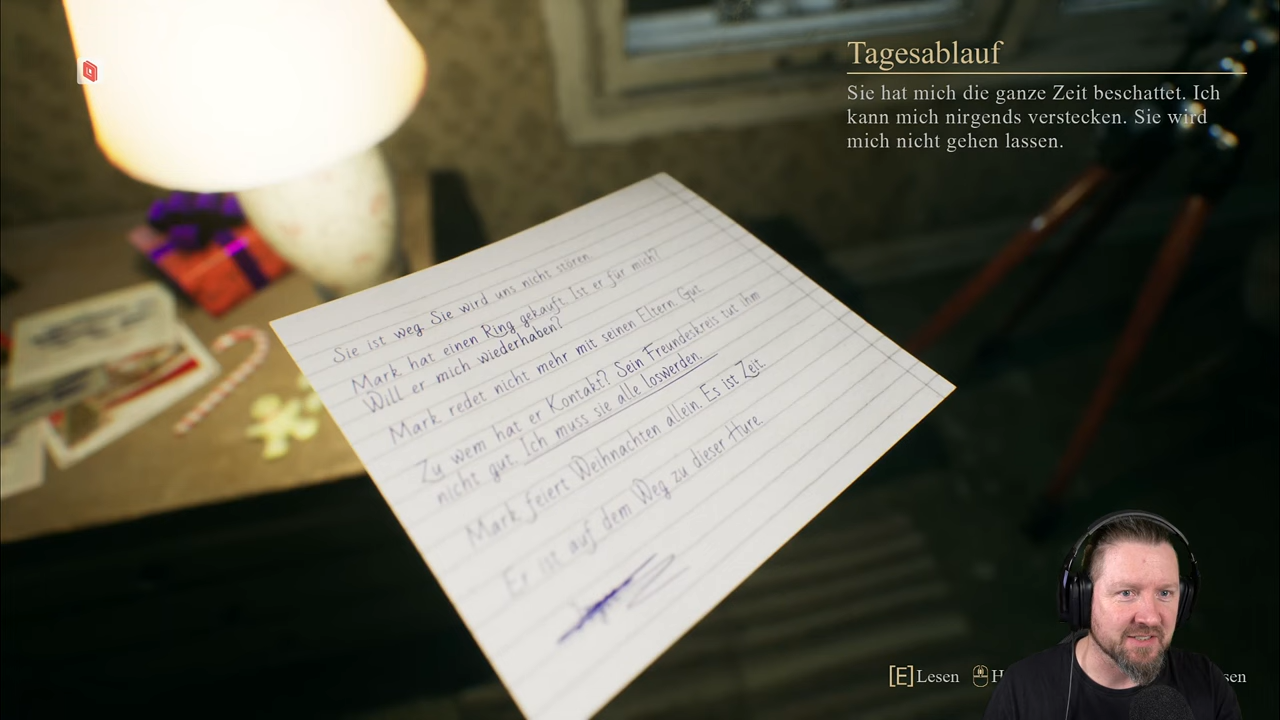 Tagesablauf
Sie hat mich die ganze Zeit beschattet. Ich
kann mich nirgends verstecken. Sie wird
mich nicht gehen lassen.
Sie ist weg. Sie wird uns nicht stören
Mark hat einen Ring gekauft. Ist er für mich?
Will er mich wiederhaben?
Mark redet nicht mehr mit seinen Eltern. Gut
Zu wem hat er Kontakt? Sein Freundeskreis tut ihm
nicht gut. Ich muss sie alle loswerden.
Mark feiert Weihnachten allein. Es ist Zeit.
Er ist auf dem Weg zu dieser Hure
[E] Lesen